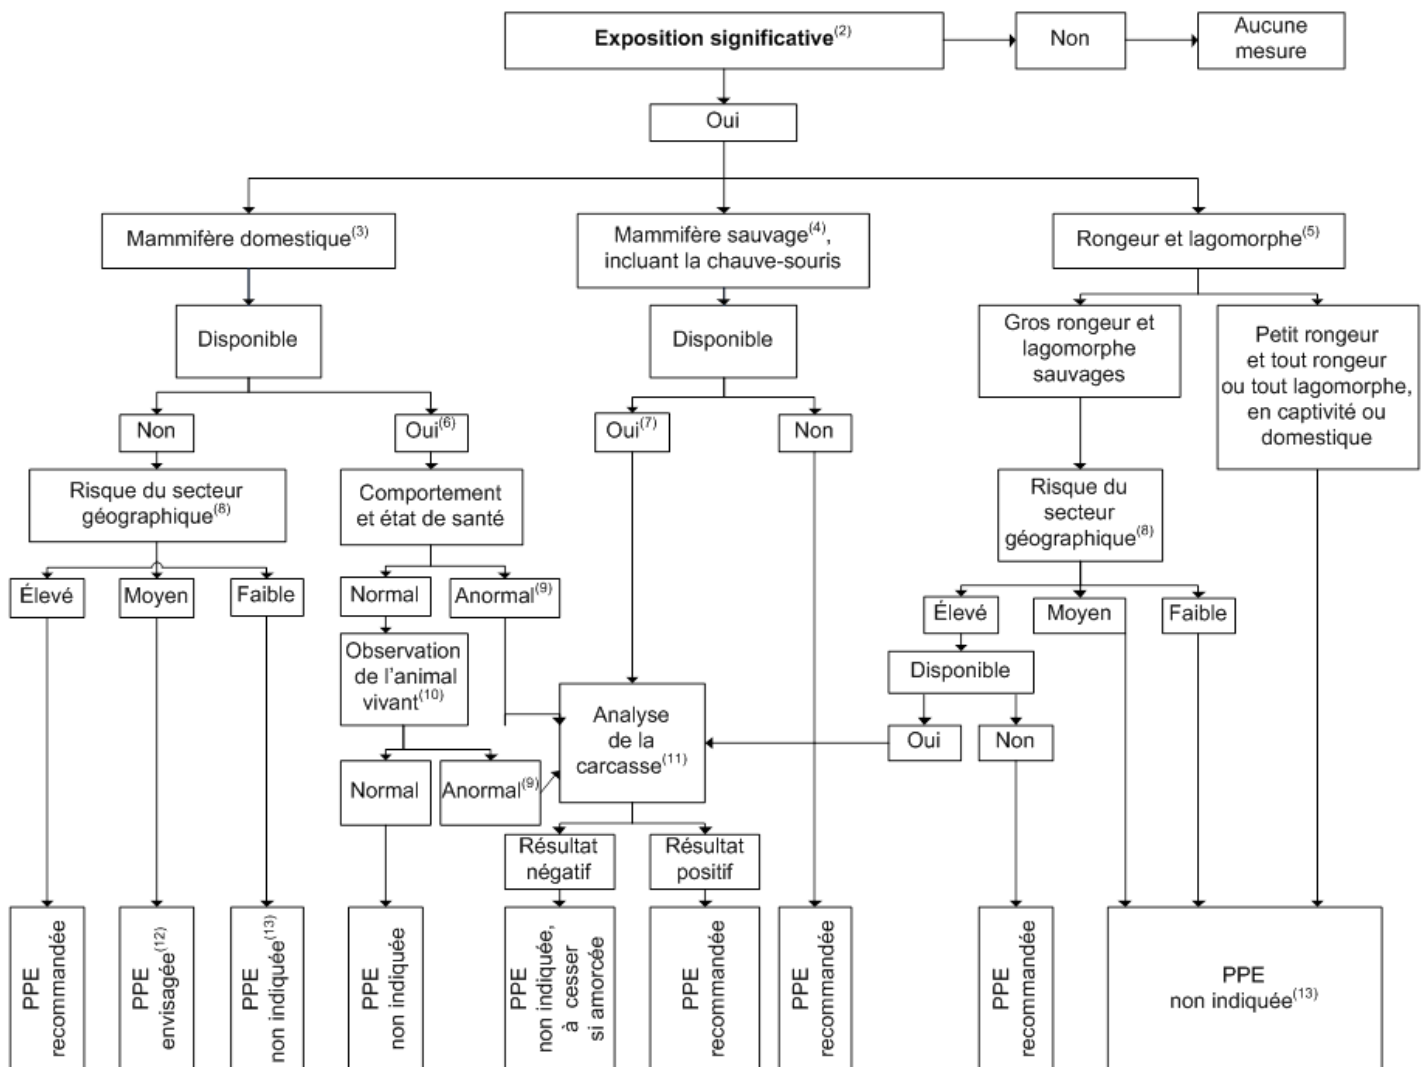 Exposition significative(2)
Non
Aucune
mesure
Oui
Mammifère domestique(3)
Mammifère sauvage(4),
incluant la chauve-souris
Rongeur et lagomorphe(5)
Disponible
Disponible
Gros rongeur et
lagomorphe
sauvages
Petit rongeur
et tout rongeur
ou tout lagomorphe,
en captivité ou
domestique
Non
Oui(6)
Oui(7)
Non
Risque du secteur
géographique(8)
Comportement
et état de santé
Risque du
secteur
géographique(8)
Élevé
Moyen
Faible
Normal
Anormal(9)
Élevé
Moyen
Faible
Observation
de l'animal
vivant(10)
Disponible
Analyse
de la
carcasse(11)
Oui
Non
Normal
Anormal(9)
Résultat
négatif
Résultat
positif
PPE
recommandée
PPE
envisagée(12)
PPE
non indiquée(13)
PPE
non indiquée
PPE
non indiquée,
à cesser
si amorcée
PPE
recommandée
PPE
recommandée
PPE
recommandée
PPE
non indiquée(13)